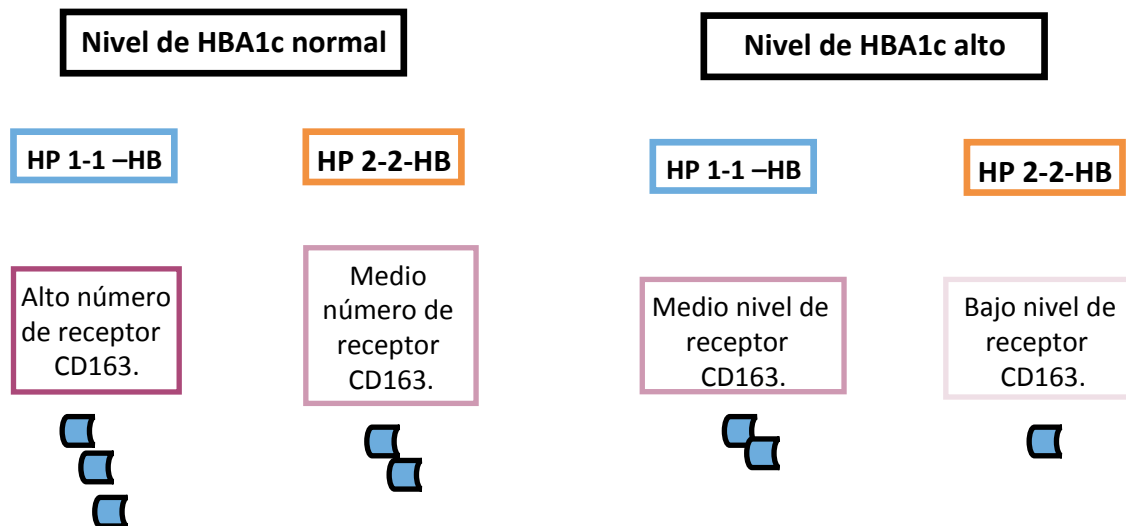 Nivel de HBA1c normal
Nivel de HBA1c alto
HP 1-1 –HB
HP 2-2-HB
HP 1-1 –HB
HP 2-2-HB
Alto número
de receptor
CD163.
Medio
número de
receptor
CD163.
Medio nivel de
receptor
CD163.
Bajo nivel de
receptor
CD163.